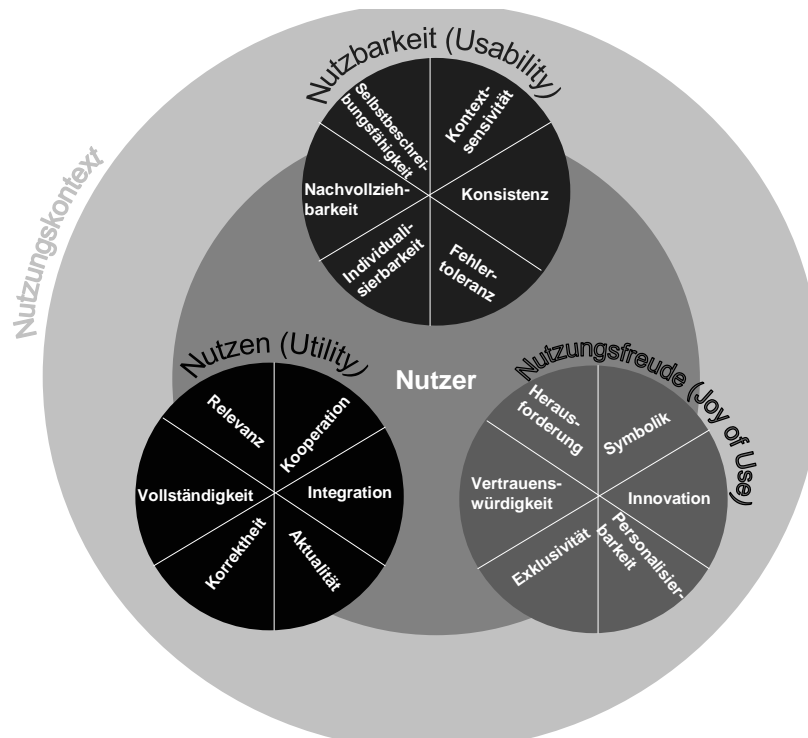 Nutzungskontext
Nutzbarkeit (Usability)
Selbstbeschrei-
bungsfähigkeit
Kontext-
sensivität
Nachvollzieh-
barkeit
Konsistenz
Individuali-
sierbarkeit
Fehler-
toleranz
Nutzer
Nutzen (Utility)
Relevanz
Kooperation
Vollständigkeit
Integration
Korrektheit
Aktualität
Nutzungsfreude (Joy of Use)
Heraus-
forderung
Symbolik
Vertrauens-
würdigkeit
Innovation
Exklusivität
Personalisier-
barkeit